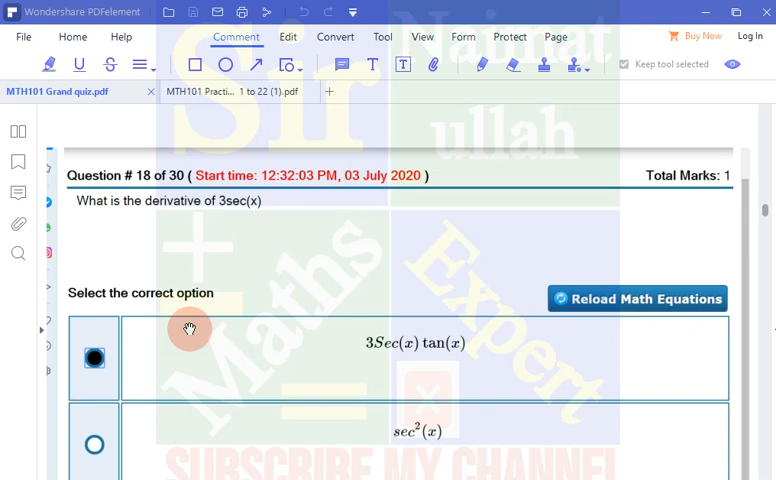 Wondershare PDFelement
File Home Help Comment Edit Convert Tool View Form Protect Page Buy Now Log In
Keep tool selected
MTH101 Grand quiz.pdf MTH101 Practi... 1 to 22 (1).pdf
Sir Naimat
ullah
Question # 18 of 30 ( Start time: 12:32:03 PM, 03 July 2020 ) Total Marks: 1
What is the derivative of 3sec(x)
Maths Expert
Select the correct option
Reload Math Equations
3Sec(x) tan(x)
sec²(x)
SUBSCRIBE MY CHANNEL